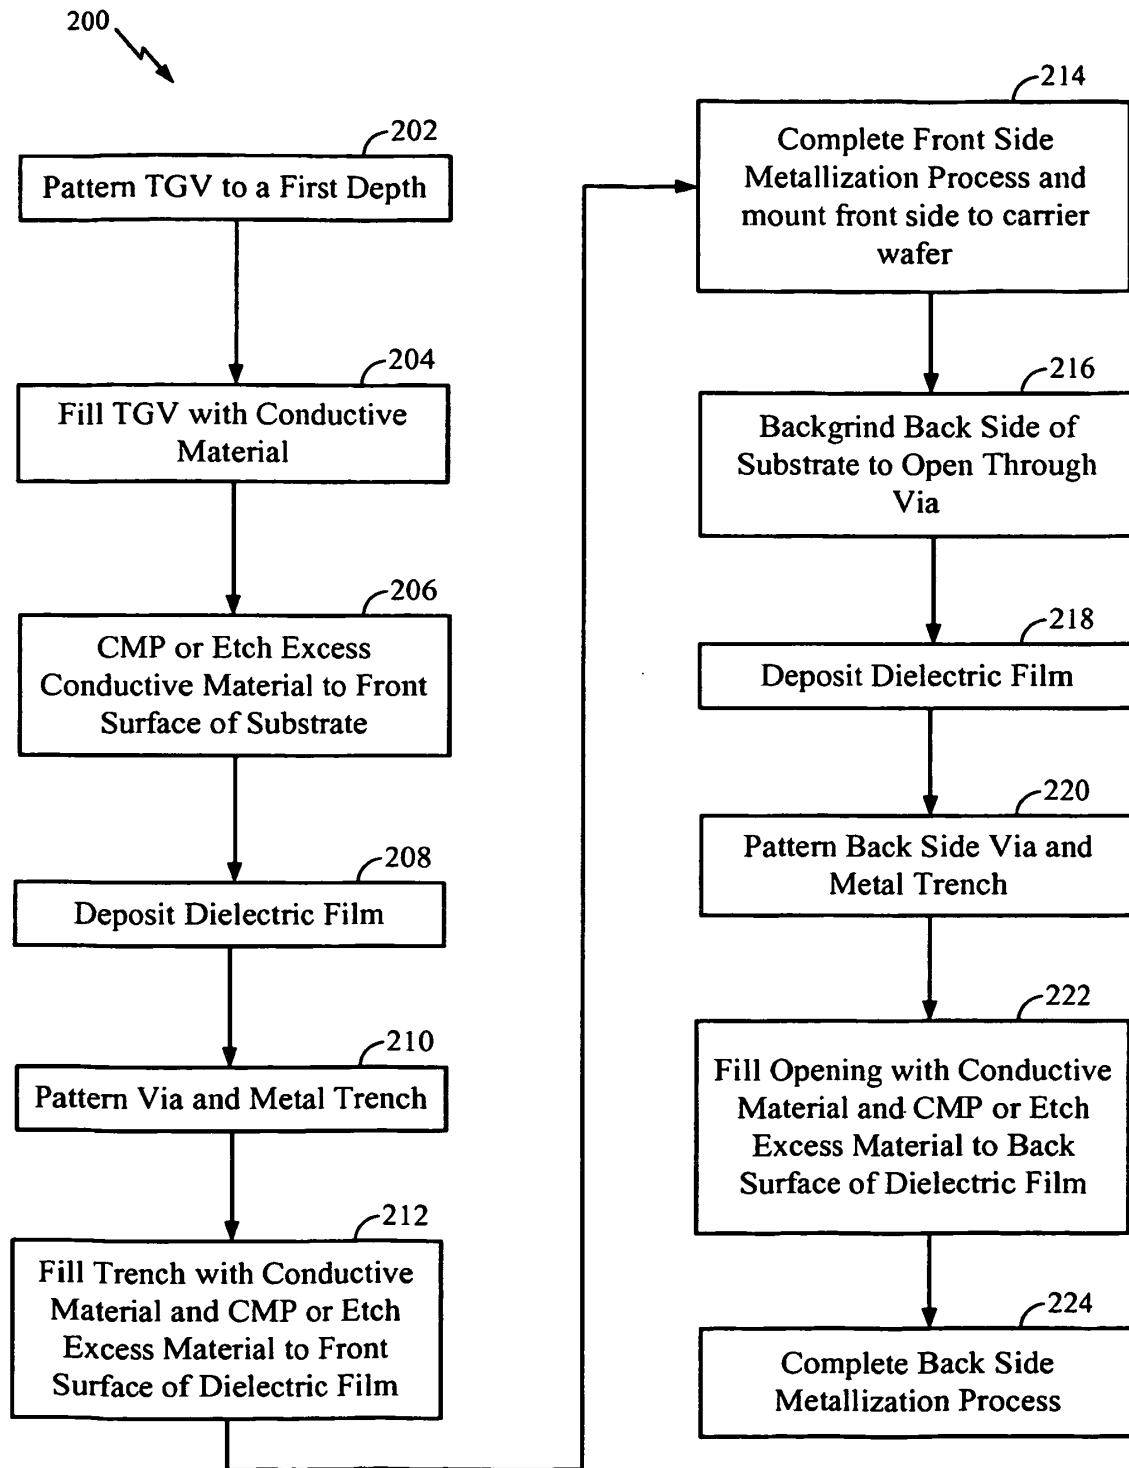 200
202
Pattern TGV to a First Depth
204
Fill TGV with Conductive
Material
206
CMP or Etch Excess
Conductive Material to Front
Surface of Substrate
208
Deposit Dielectric Film
210
Pattern Via and Metal Trench
212
Fill Trench with Conductive
Material and CMP or Etch
Excess Material to Front
Surface of Dielectric Film
214
Complete Front Side
Metallization Process and
mount front side to carrier
wafer
216
Backgrind Back Side of
Substrate to Open Through
Via
218
Deposit Dielectric Film
220
Pattern Back Side Via and
Metal Trench
222
Fill Opening with Conductive
Material and CMP or Etch
Excess Material to Back
Surface of Dielectric Film
224
Complete Back Side
Metallization Process